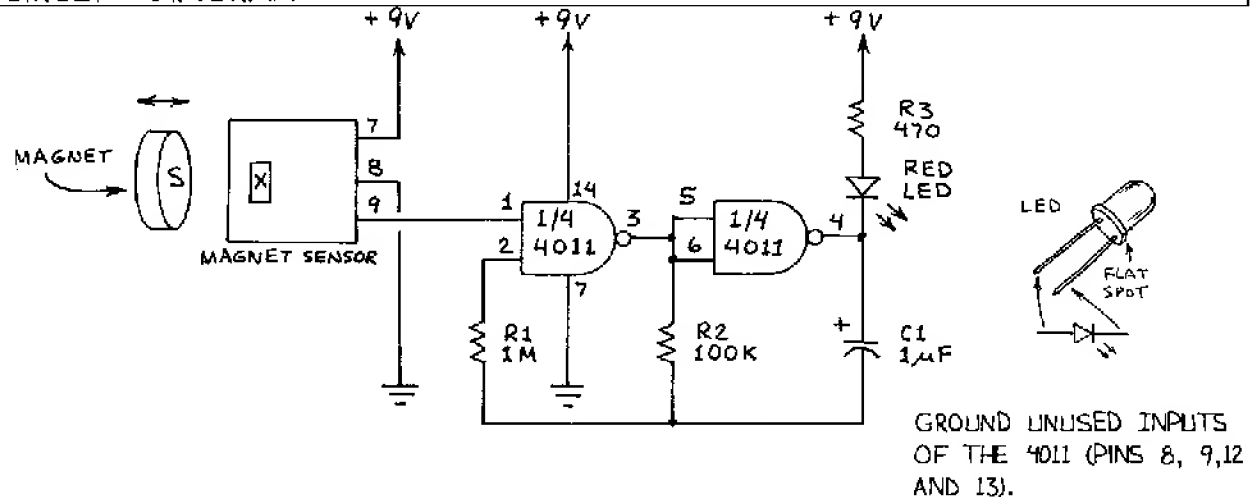 +9V
+9V
+9V
R3
470
MAGNET
S
X
7
8
9
MAGNET SENSOR
RED
LED
1
2
14
1/4
4011
3
7
5
6
1/4
4011
4
LED
FLAT
SPOT
R1
1M
R2
100K
+
C1
1µF
GROUND UNUSED INPUTS
OF THE 4011 (PINS 8, 9,12
AND 13).